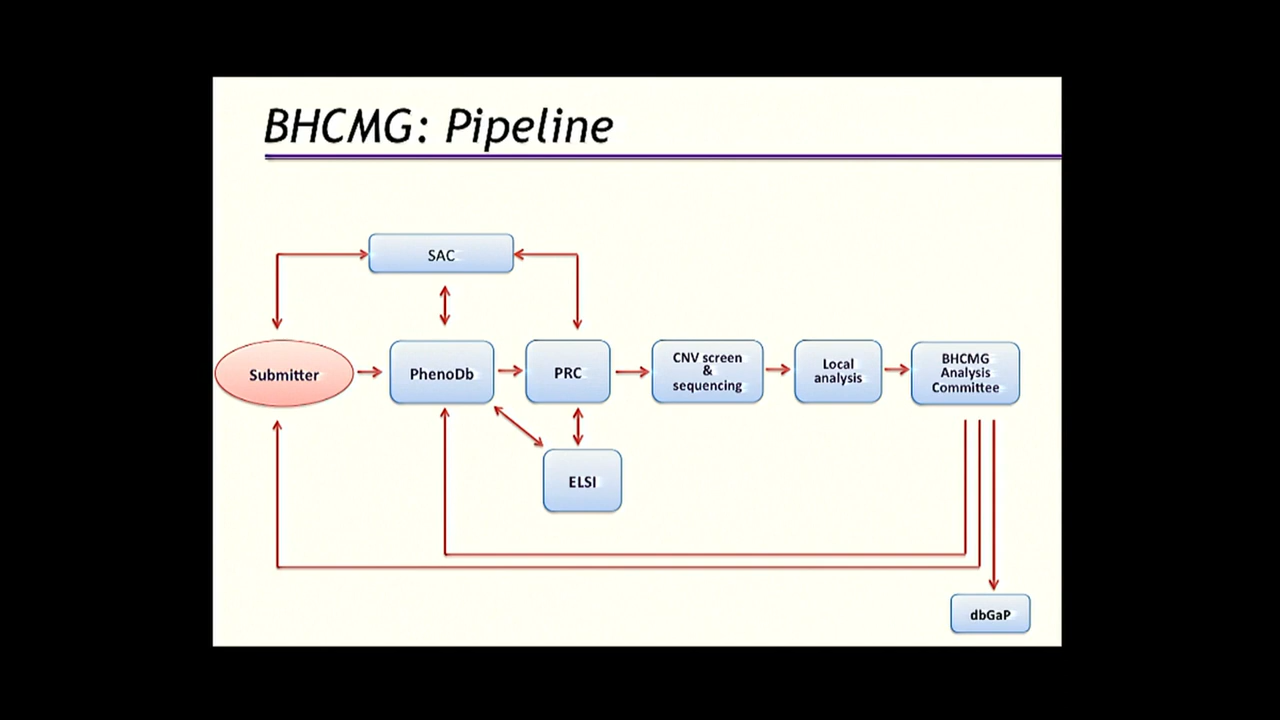 BHCMG: Pipeline
SAC
Submitter
PhenoDb
PRC
CNV screen
&
sequencing
Local
analysis
BHCMG
Analysis
Committee
ELSI
dbGaP